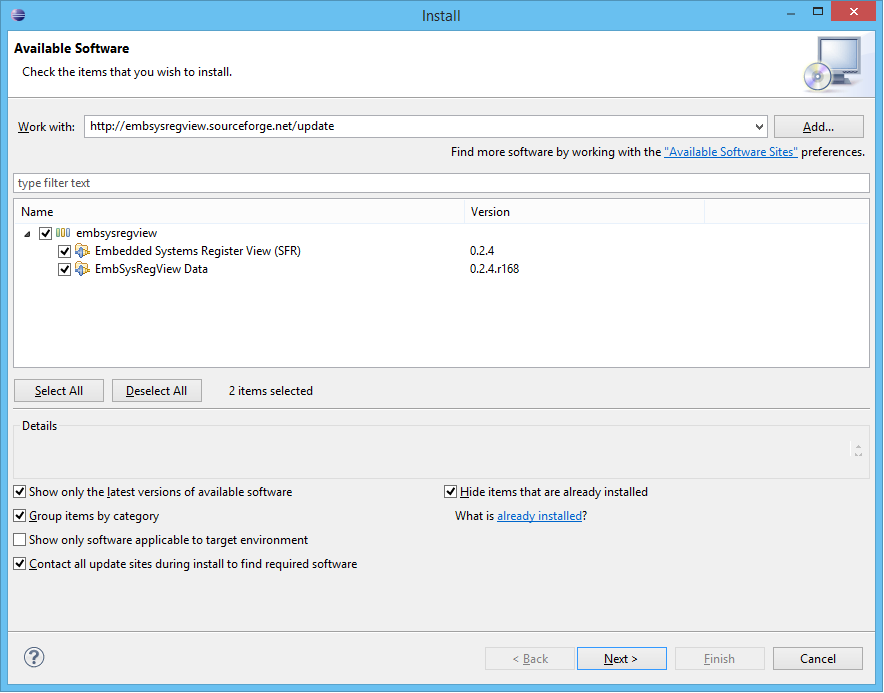 Install
Available Software
Check the items that you wish to install.
Work with: http://embsysregview.sourceforge.net/update Add...
Find more software by working with the "Available Software Sites" preferences.
type filter text
Name Version
embsysregview
Embedded Systems Register View (SFR) 0.2.4
EmbSysRegView Data 0.2.4.r168
Select All Deselect All 2 items selected
Details
Show only the latest versions of available software Hide items that are already installed
Group items by category What is already installed?
Show only software applicable to target environment
Contact all update sites during install to find required software
? < Back Next > Finish Cancel